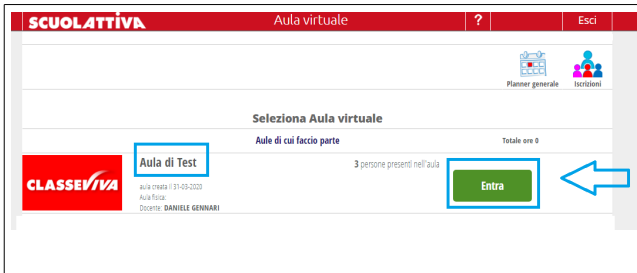 SCUOLATTIVA Aula virtuale ? Esci
Planner generale Iscrizioni
Seleziona Aula virtuale
Aule di cui faccio parte Totale ore 0
Aula di Test 3 persone presenti nell'aula
CLASSEVIVA Entra
aula creata il 31-03-2020
Aula fisica:
Docente: DANIELE GENNARI